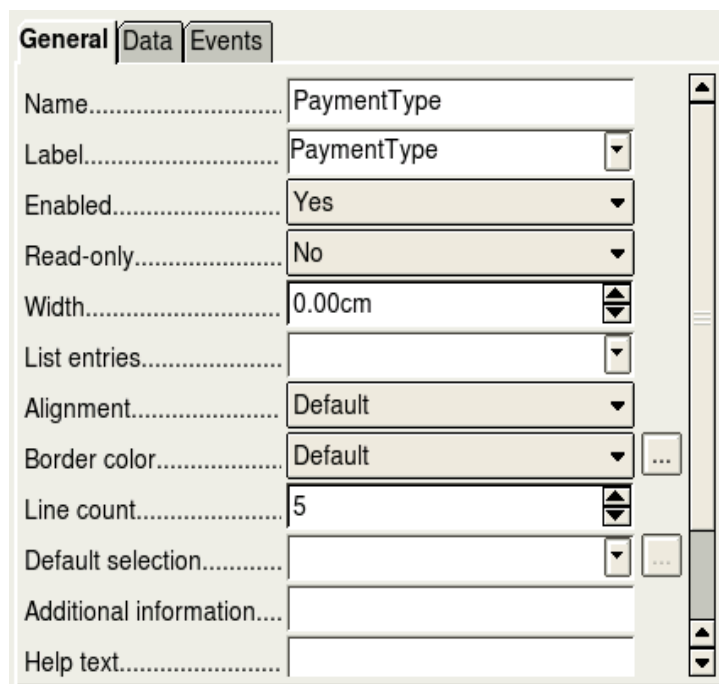 General Data Events
Name............................. PaymentType
Label............................. PaymentType
Enabled......................... Yes
Read-only...................... No
Width............................. 0.00cm
List entries..................... 
Alignment...................... Default
Border color................... Default ...
Line count...................... 5
Default selection............ ...
Additional information....
Help text........................